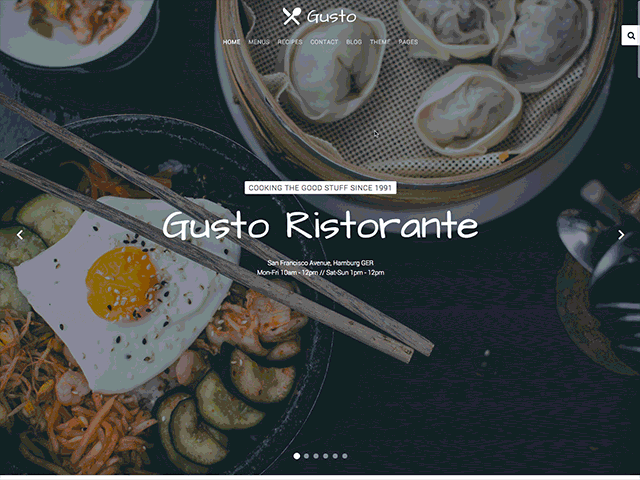 Gusto
HOME MENUS RECIPES CONTACT BLOG THEME PAGES
COOKING THE GOOD STUFF SINCE 1991
Gusto Ristorante
San Francisco Avenue, Hamburg GER
Mon-Fri 10am - 12pm // Sat-Sun 1pm - 12pm